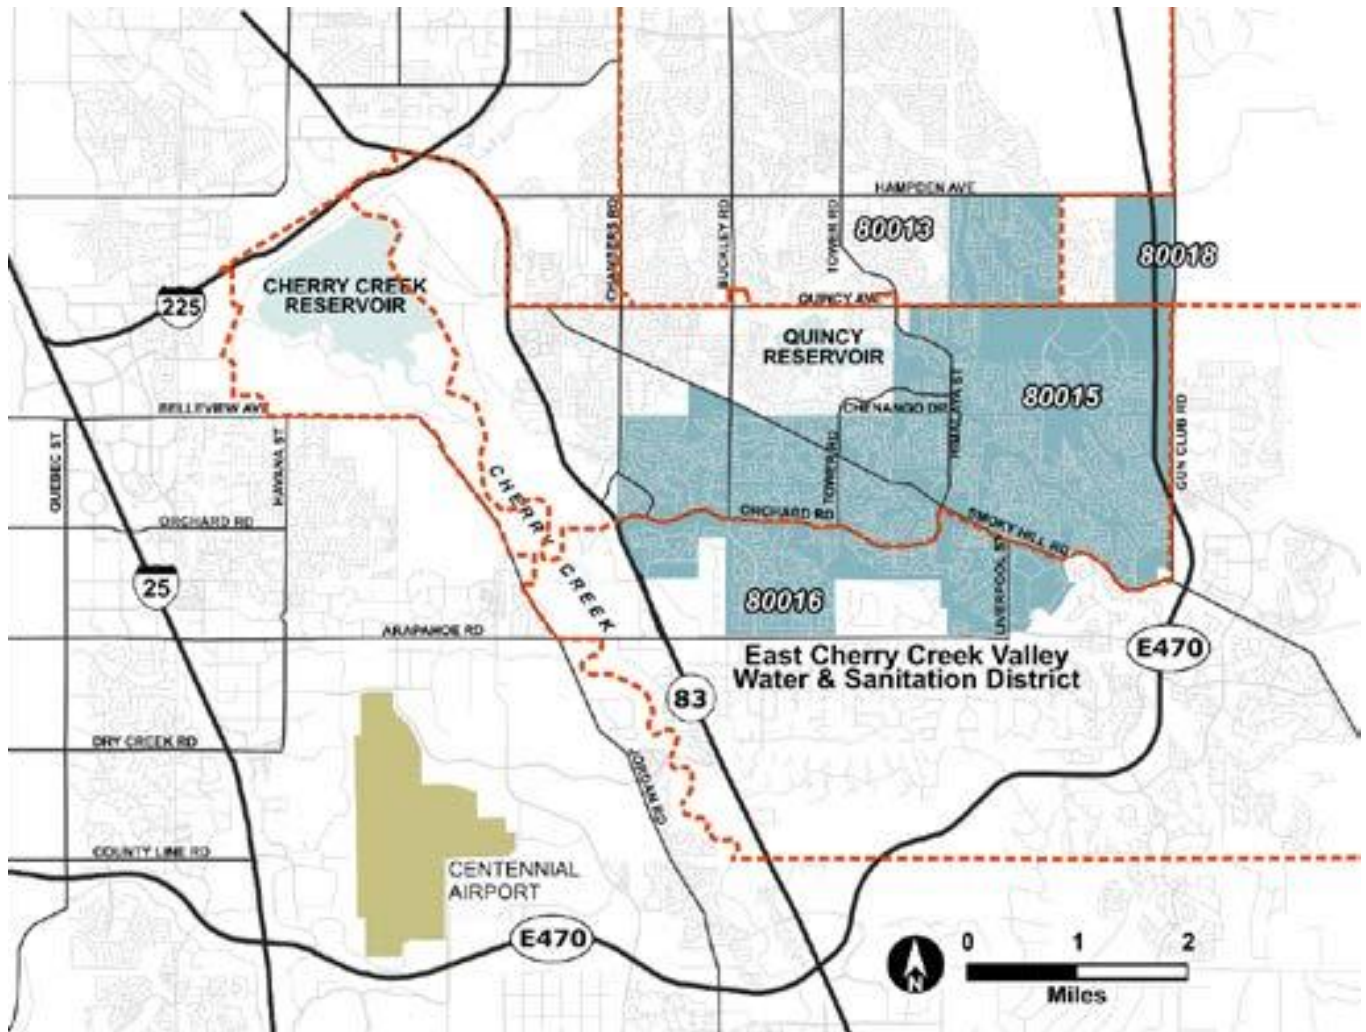 HAMPDEN AVE
CHAMBERS RD
BUCKLEY RD
TOWER RD
80013
80018
CHERRY CREEK
RESERVOIR
225
QUINCY AVE
QUINCY
RESERVOIR
80015
BELLEVIEW AVE
CHENANGO DR
HIMALAYA ST
GUN CLUB RD
QUEBEC ST
HAVANA ST
TOWER RD
CHERRY CREEK
ORCHARD RD
ORCHARD RD
SMOKY HILL RD
LIVERPOOL ST
25
80016
ARAPAHOE RD
E470
East Cherry Creek Valley
Water & Sanitation District
83
DRY CREEK RD
JORDAN RD
COUNTY LINE RD
CENTENNIAL
AIRPORT
E470
N
0 1 2
Miles